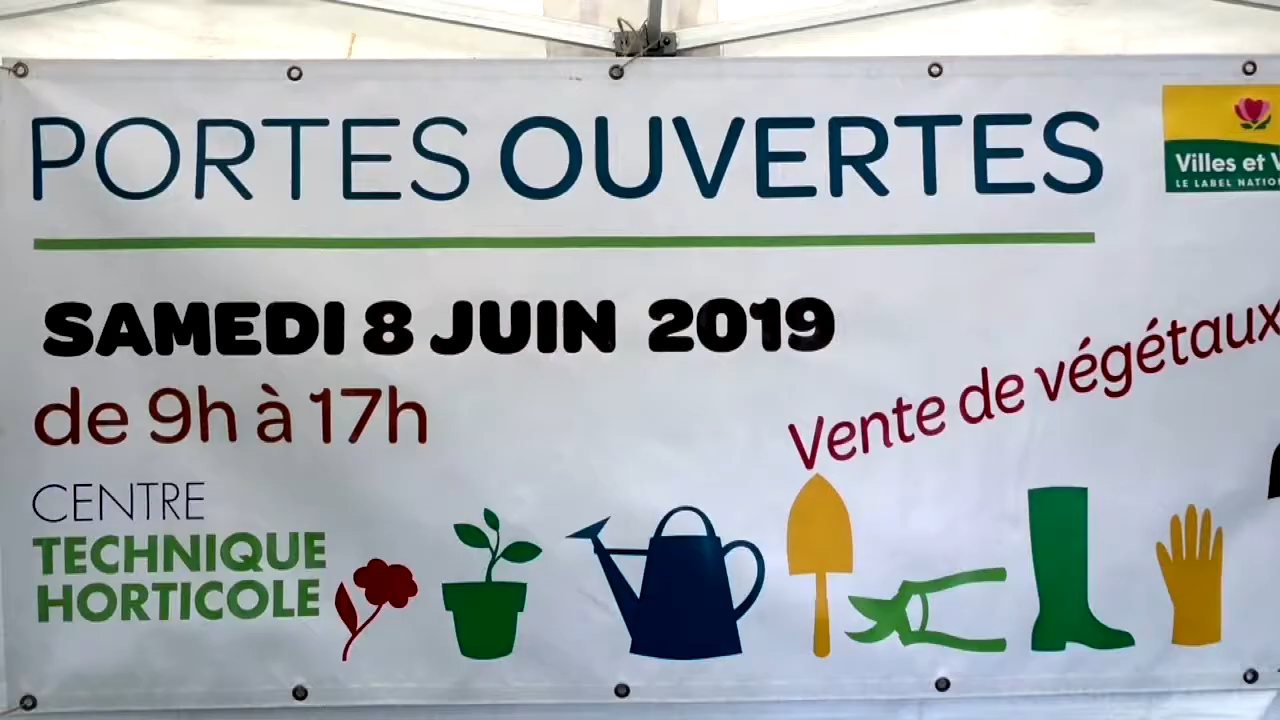 PORTES OUVERTES
Villes et V
LE LABEL NATIO
SAMEDI 8 JUIN 2019
de 9h à 17h
Vente de végétaux
CENTRE
TECHNIQUE
HORTICOLE